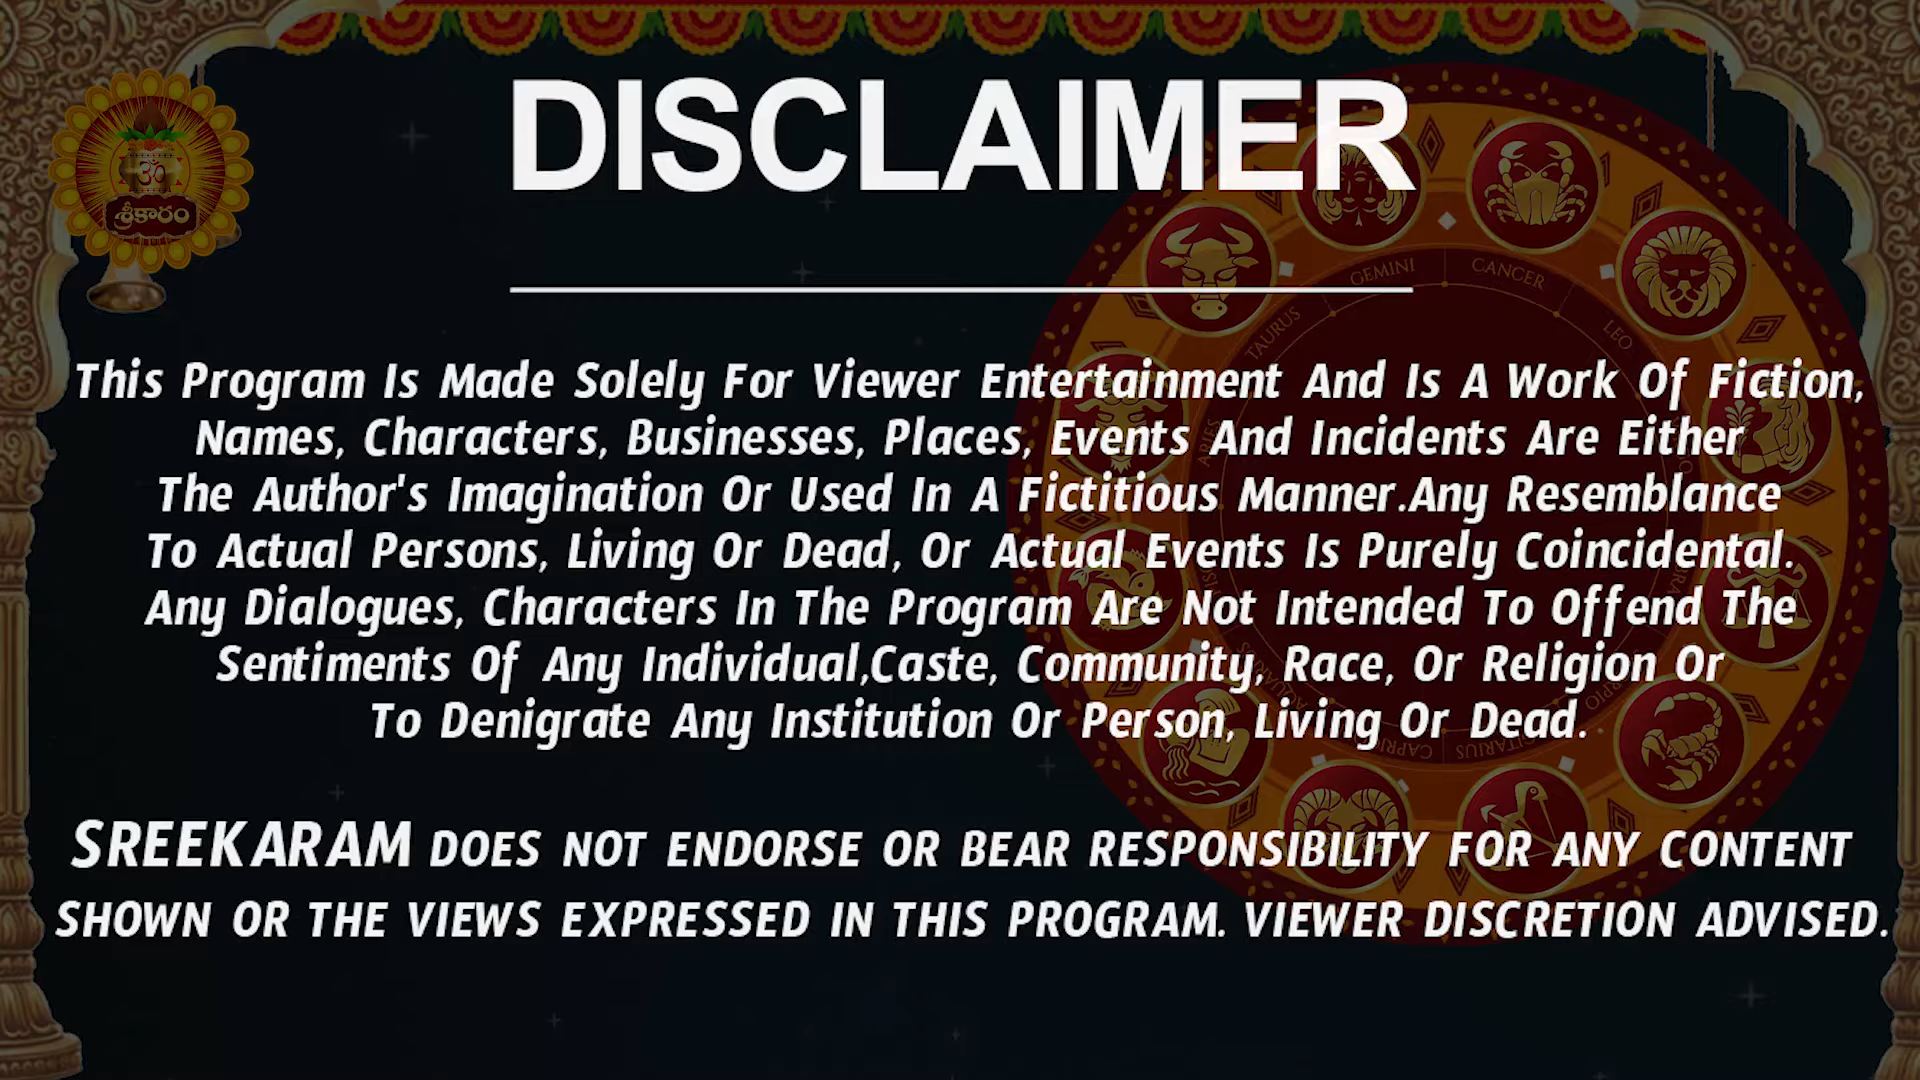 DISCLAIMER
శ్రీకారం
GEMINI
CANCER
TAURUS
LEO
This Program Is Made Solely For Viewer Entertainment And Is A Work Of Fiction,
Names, Characters, Businesses, Places, Events And Incidents Are Either
The Author's Imagination Or Used In A Fictitious Manner.Any Resemblance
To Actual Persons, Living Or Dead, Or Actual Events Is Purely Coincidental.
Any Dialogues, Characters In The Program Are Not Intended To Offend The
Sentiments Of Any Individual,Caste, Community, Race, Or Religion Or
To Denigrate Any Institution Or Person, Living Or Dead.
SREEKARAM DOES NOT ENDORSE OR BEAR RESPONSIBILITY FOR ANY CONTENT
SHOWN OR THE VIEWS EXPRESSED IN THIS PROGRAM. VIEWER DISCRETION ADVISED.